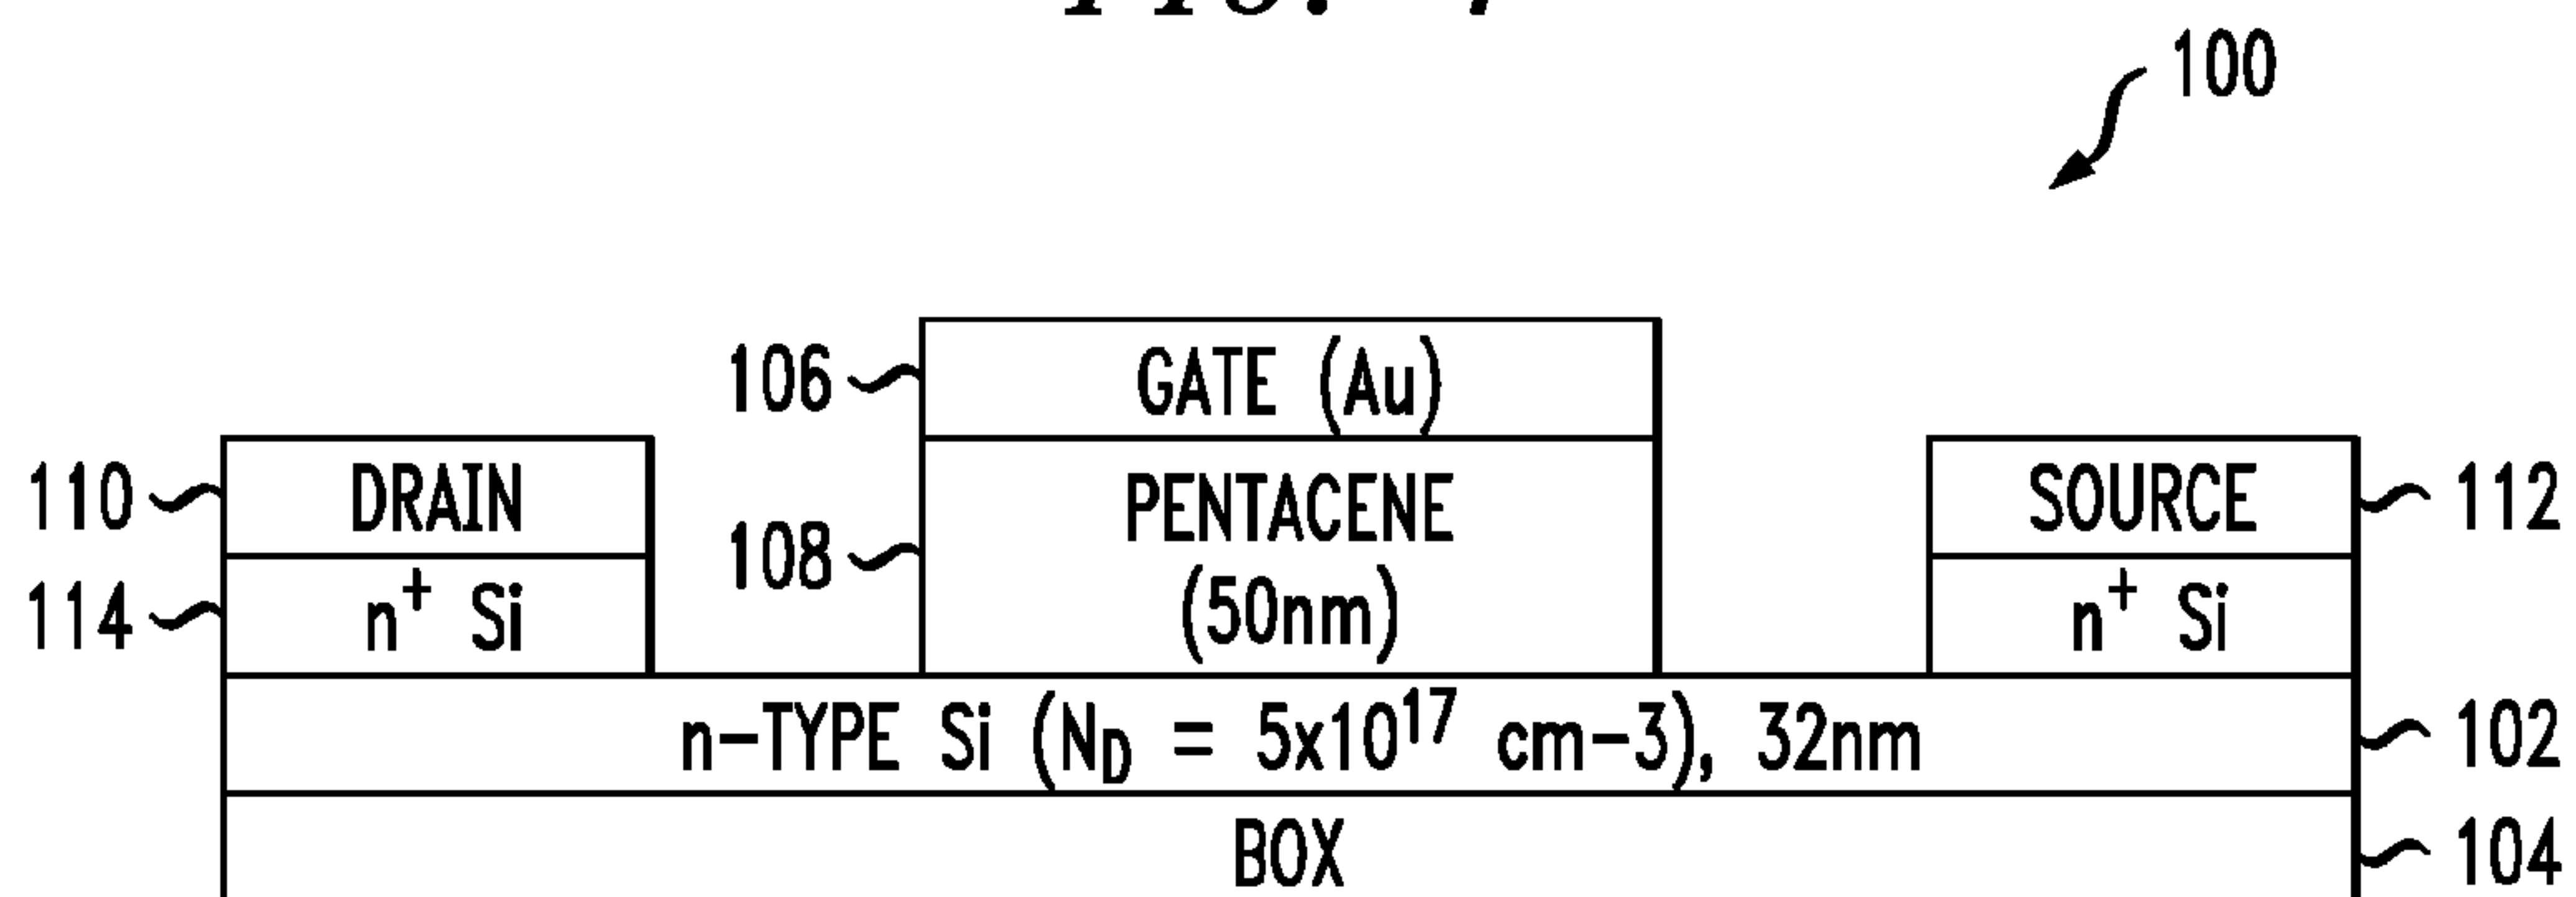 100
106
GATE (Au)
110
DRAIN
108
PENTACENE
(50nm)
SOURCE
112
114
n⁺ Si
n⁺ Si
n-TYPE Si (N_D = 5x10¹⁷ cm-3), 32nm
102
BOX
104